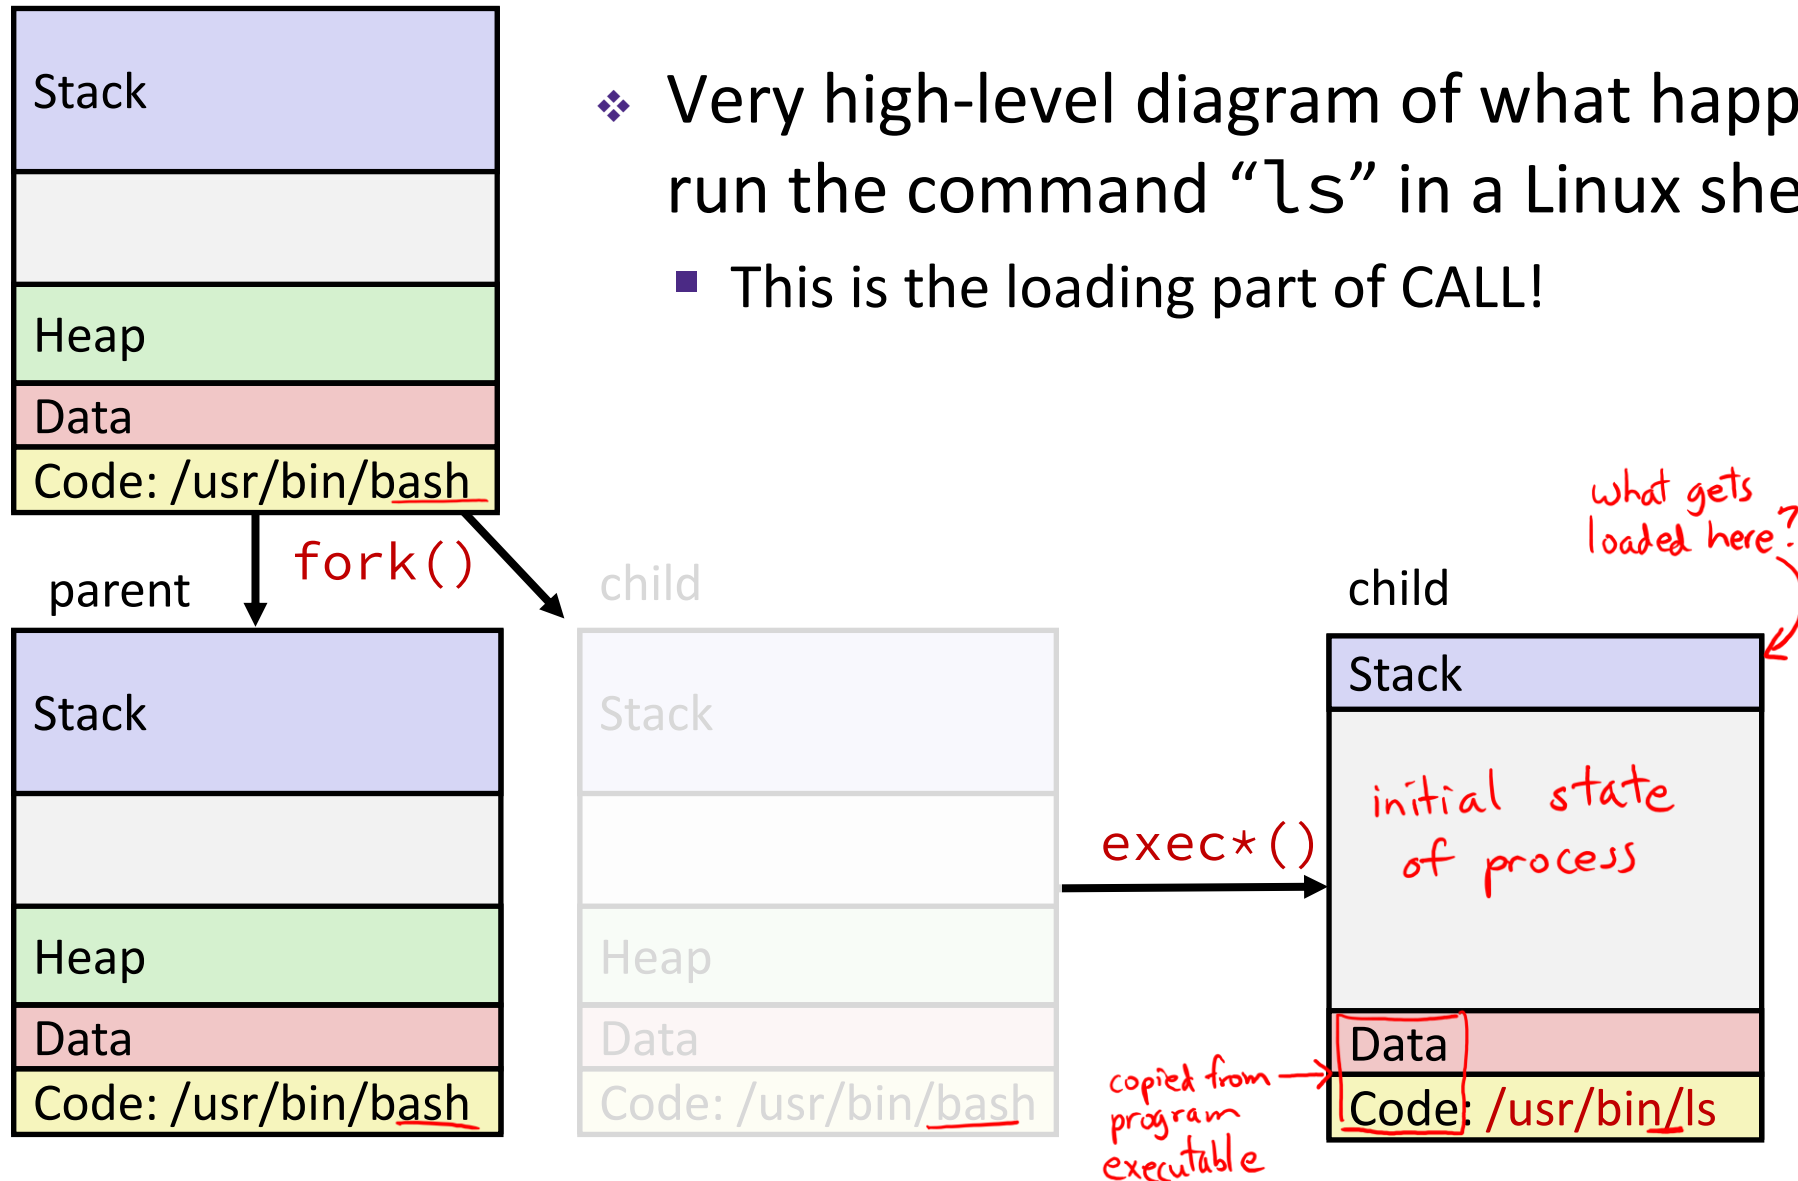 Stack
Heap
Data
Code: /usr/bin/bash
❖ Very high-level diagram of what happ
run the command “ls” in a Linux she
▪ This is the loading part of CALL!
fork()
parent
Stack
Heap
Data
Code: /usr/bin/bash
child
Stack
Heap
Data
Code: /usr/bin/bash
exec*()
what gets
loaded here?
child
Stack
initial state
of process
Data
Code: /usr/bin/ls
copied from
program
executable